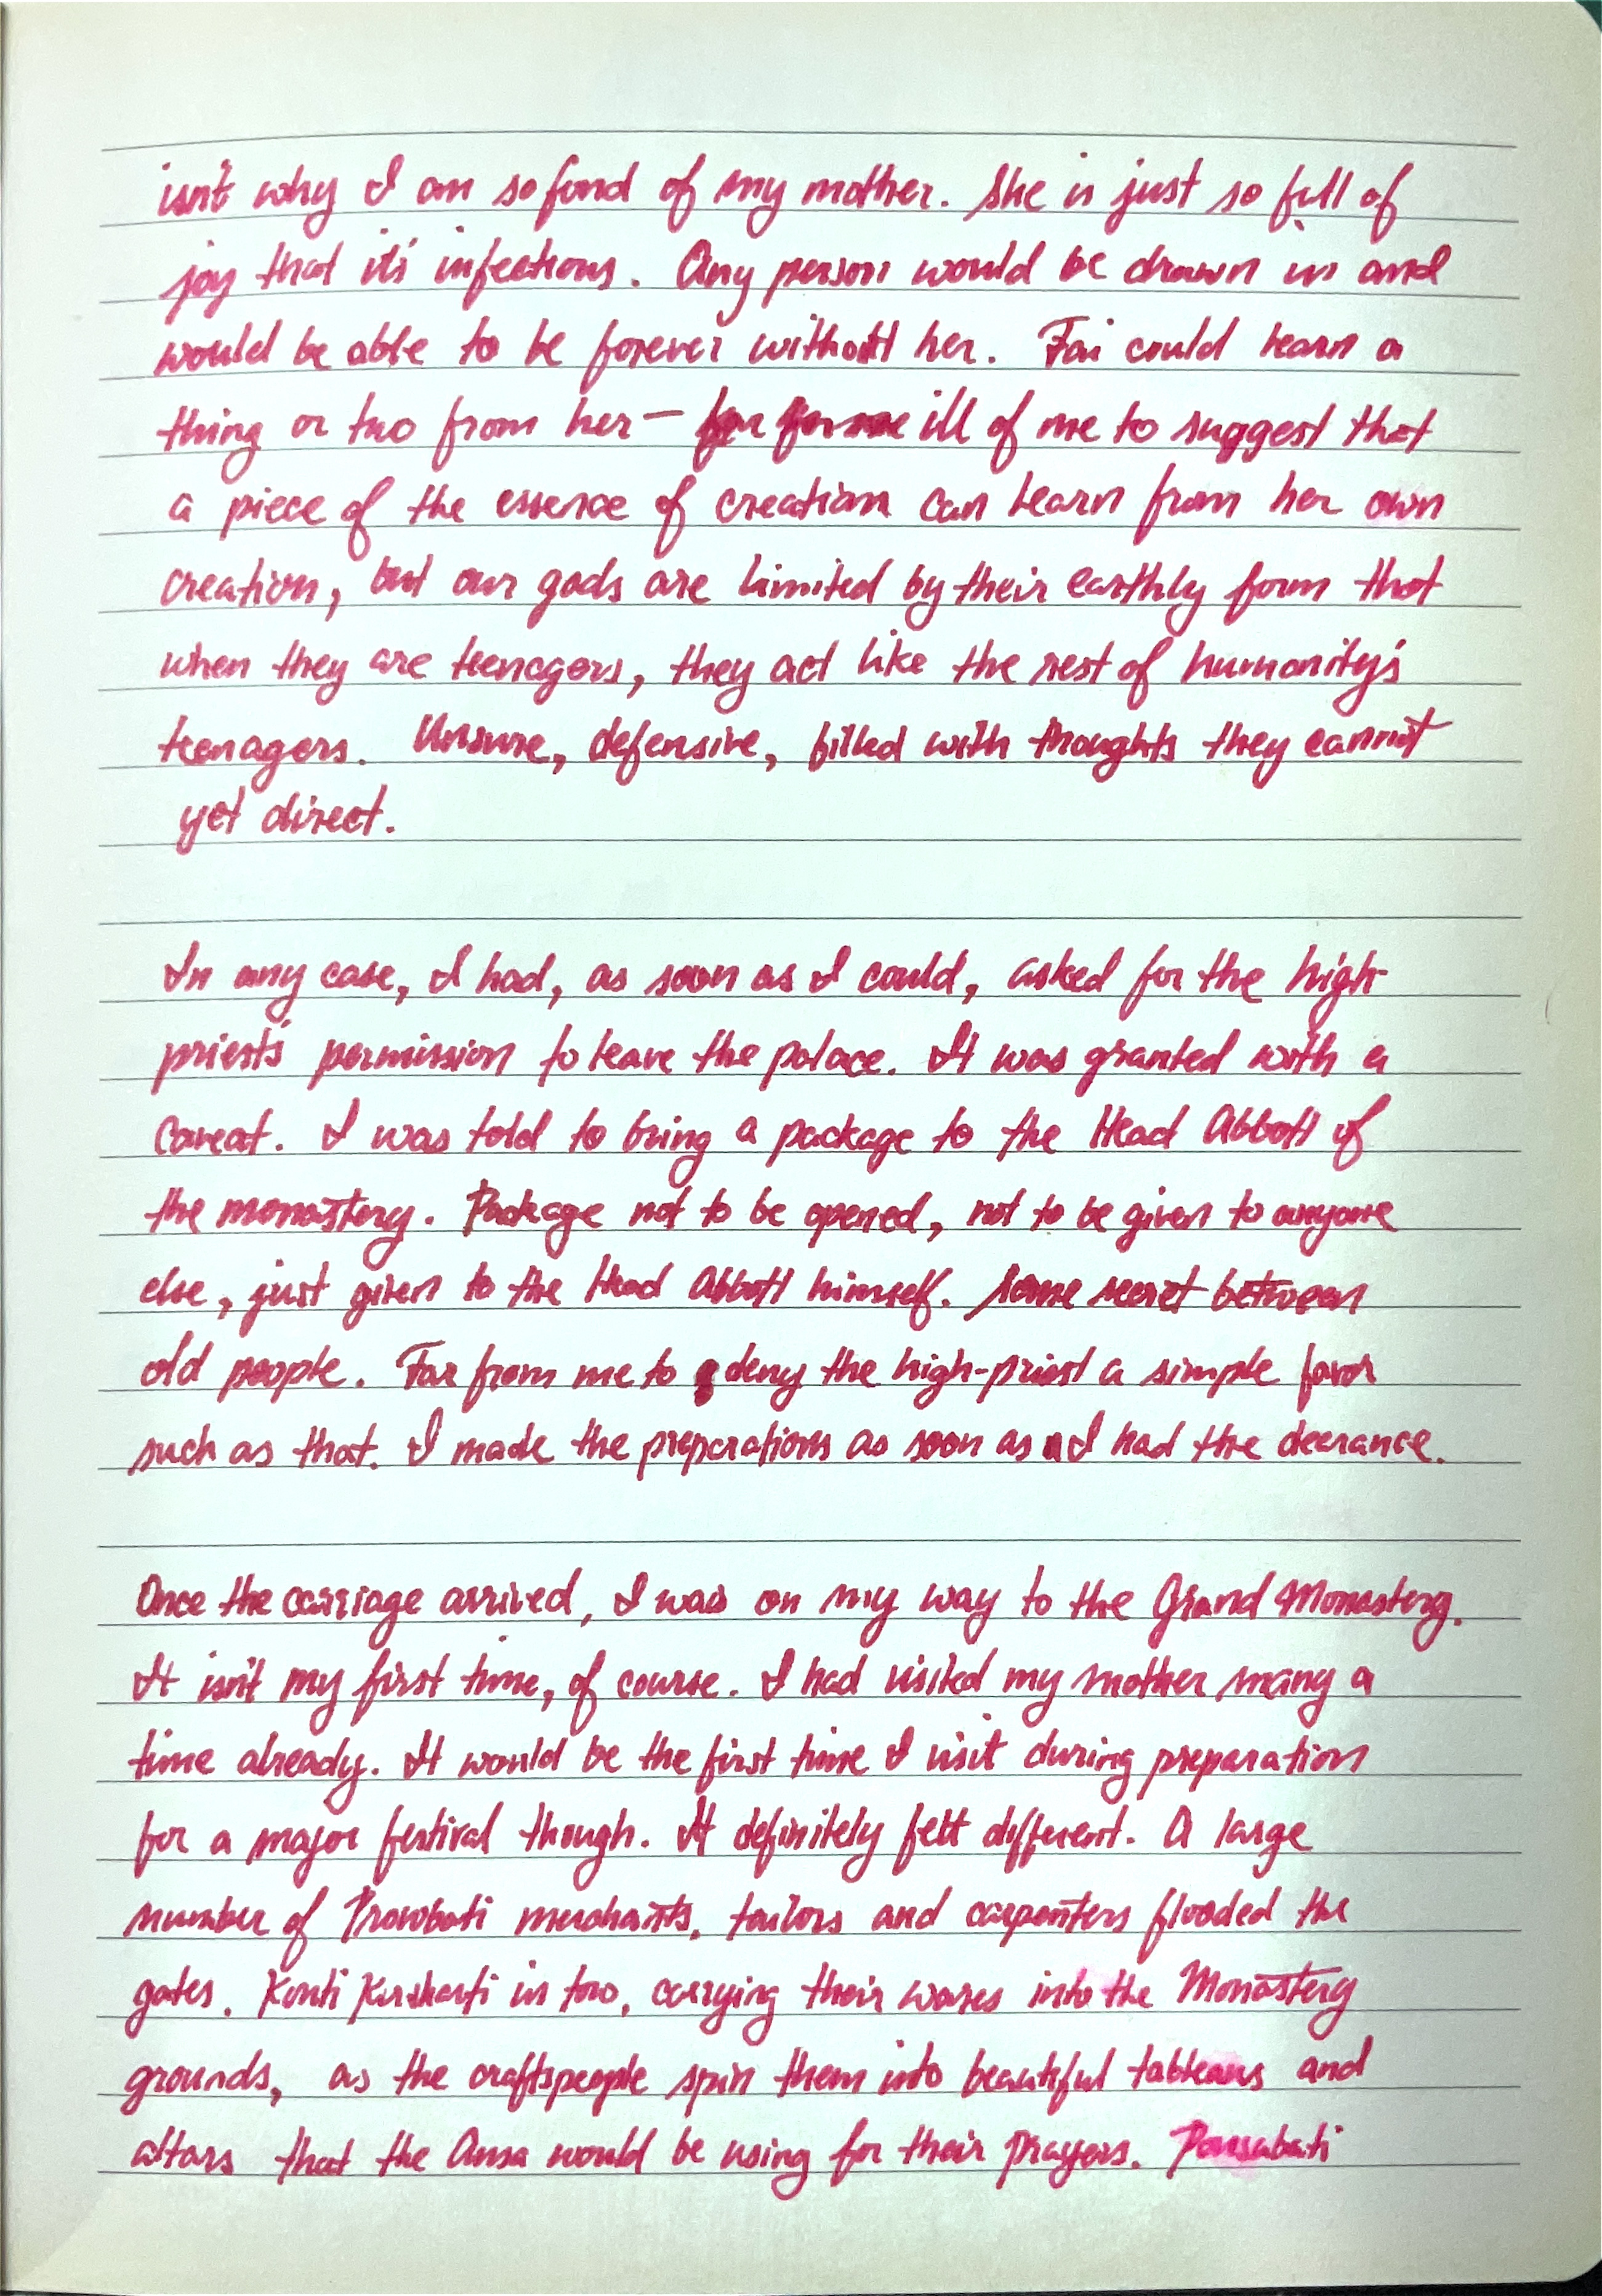 isn't why I am so fond of my mother. She is just so full of
joy that it's infectious. Any person would be drawn in and
would be able to be forever without her. Fai could learn a
thing or two from her — ill of me to suggest that
a piece of the essence of creation can learn from her own
creation, but our gods are limited by their earthly form that
when they are teenagers, they act like the rest of humanity's
teenagers. Unsure, defensive, filled with thoughts they cannot
yet direct.
In any case, I had, as soon as I could, asked for the high-
priest's permission to leave the palace. It was granted with a
caveat. I was told to bring a package to the Head Abbott of
the monastery. Package not to be opened, not to be given to anyone
else, just given to the Head Abbott himself. Some secret between
old people. Far from me to deny the high-priest a simple favor
such as that. I made the preparations as soon as I had the clearance.
Once the carriage arrived, I was on my way to the Grand Monastery.
It isn't my first time, of course. I had visited my mother many a
time already. It would be the first time I visit during preparation
for a major festival though. It definitely felt different. A large
number of merchants, tailors and carpenters flooded the
gates. in tow, carrying their wares into the Monastery
grounds, as the craftspeople spin them into beautiful tableaus and
altars that the Ansa would be using for their prayers.